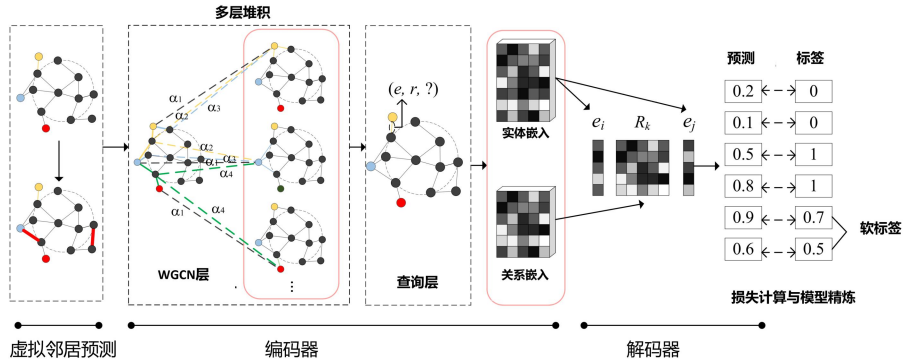 多层堆积
α₁
α₂
α₃
α₂
α₁
α₃
α₄
α₁
α₄
WGCN层
⋮
(e, r, ?)
查询层
实体嵌入
关系嵌入
eᵢ
Rₖ
eⱼ
预测
标签
0.2
0
0.1
0
0.5
1
0.8
1
0.9
0.7
0.6
0.5
软标签
损失计算与模型精炼
虚拟邻居预测
编码器
解码器